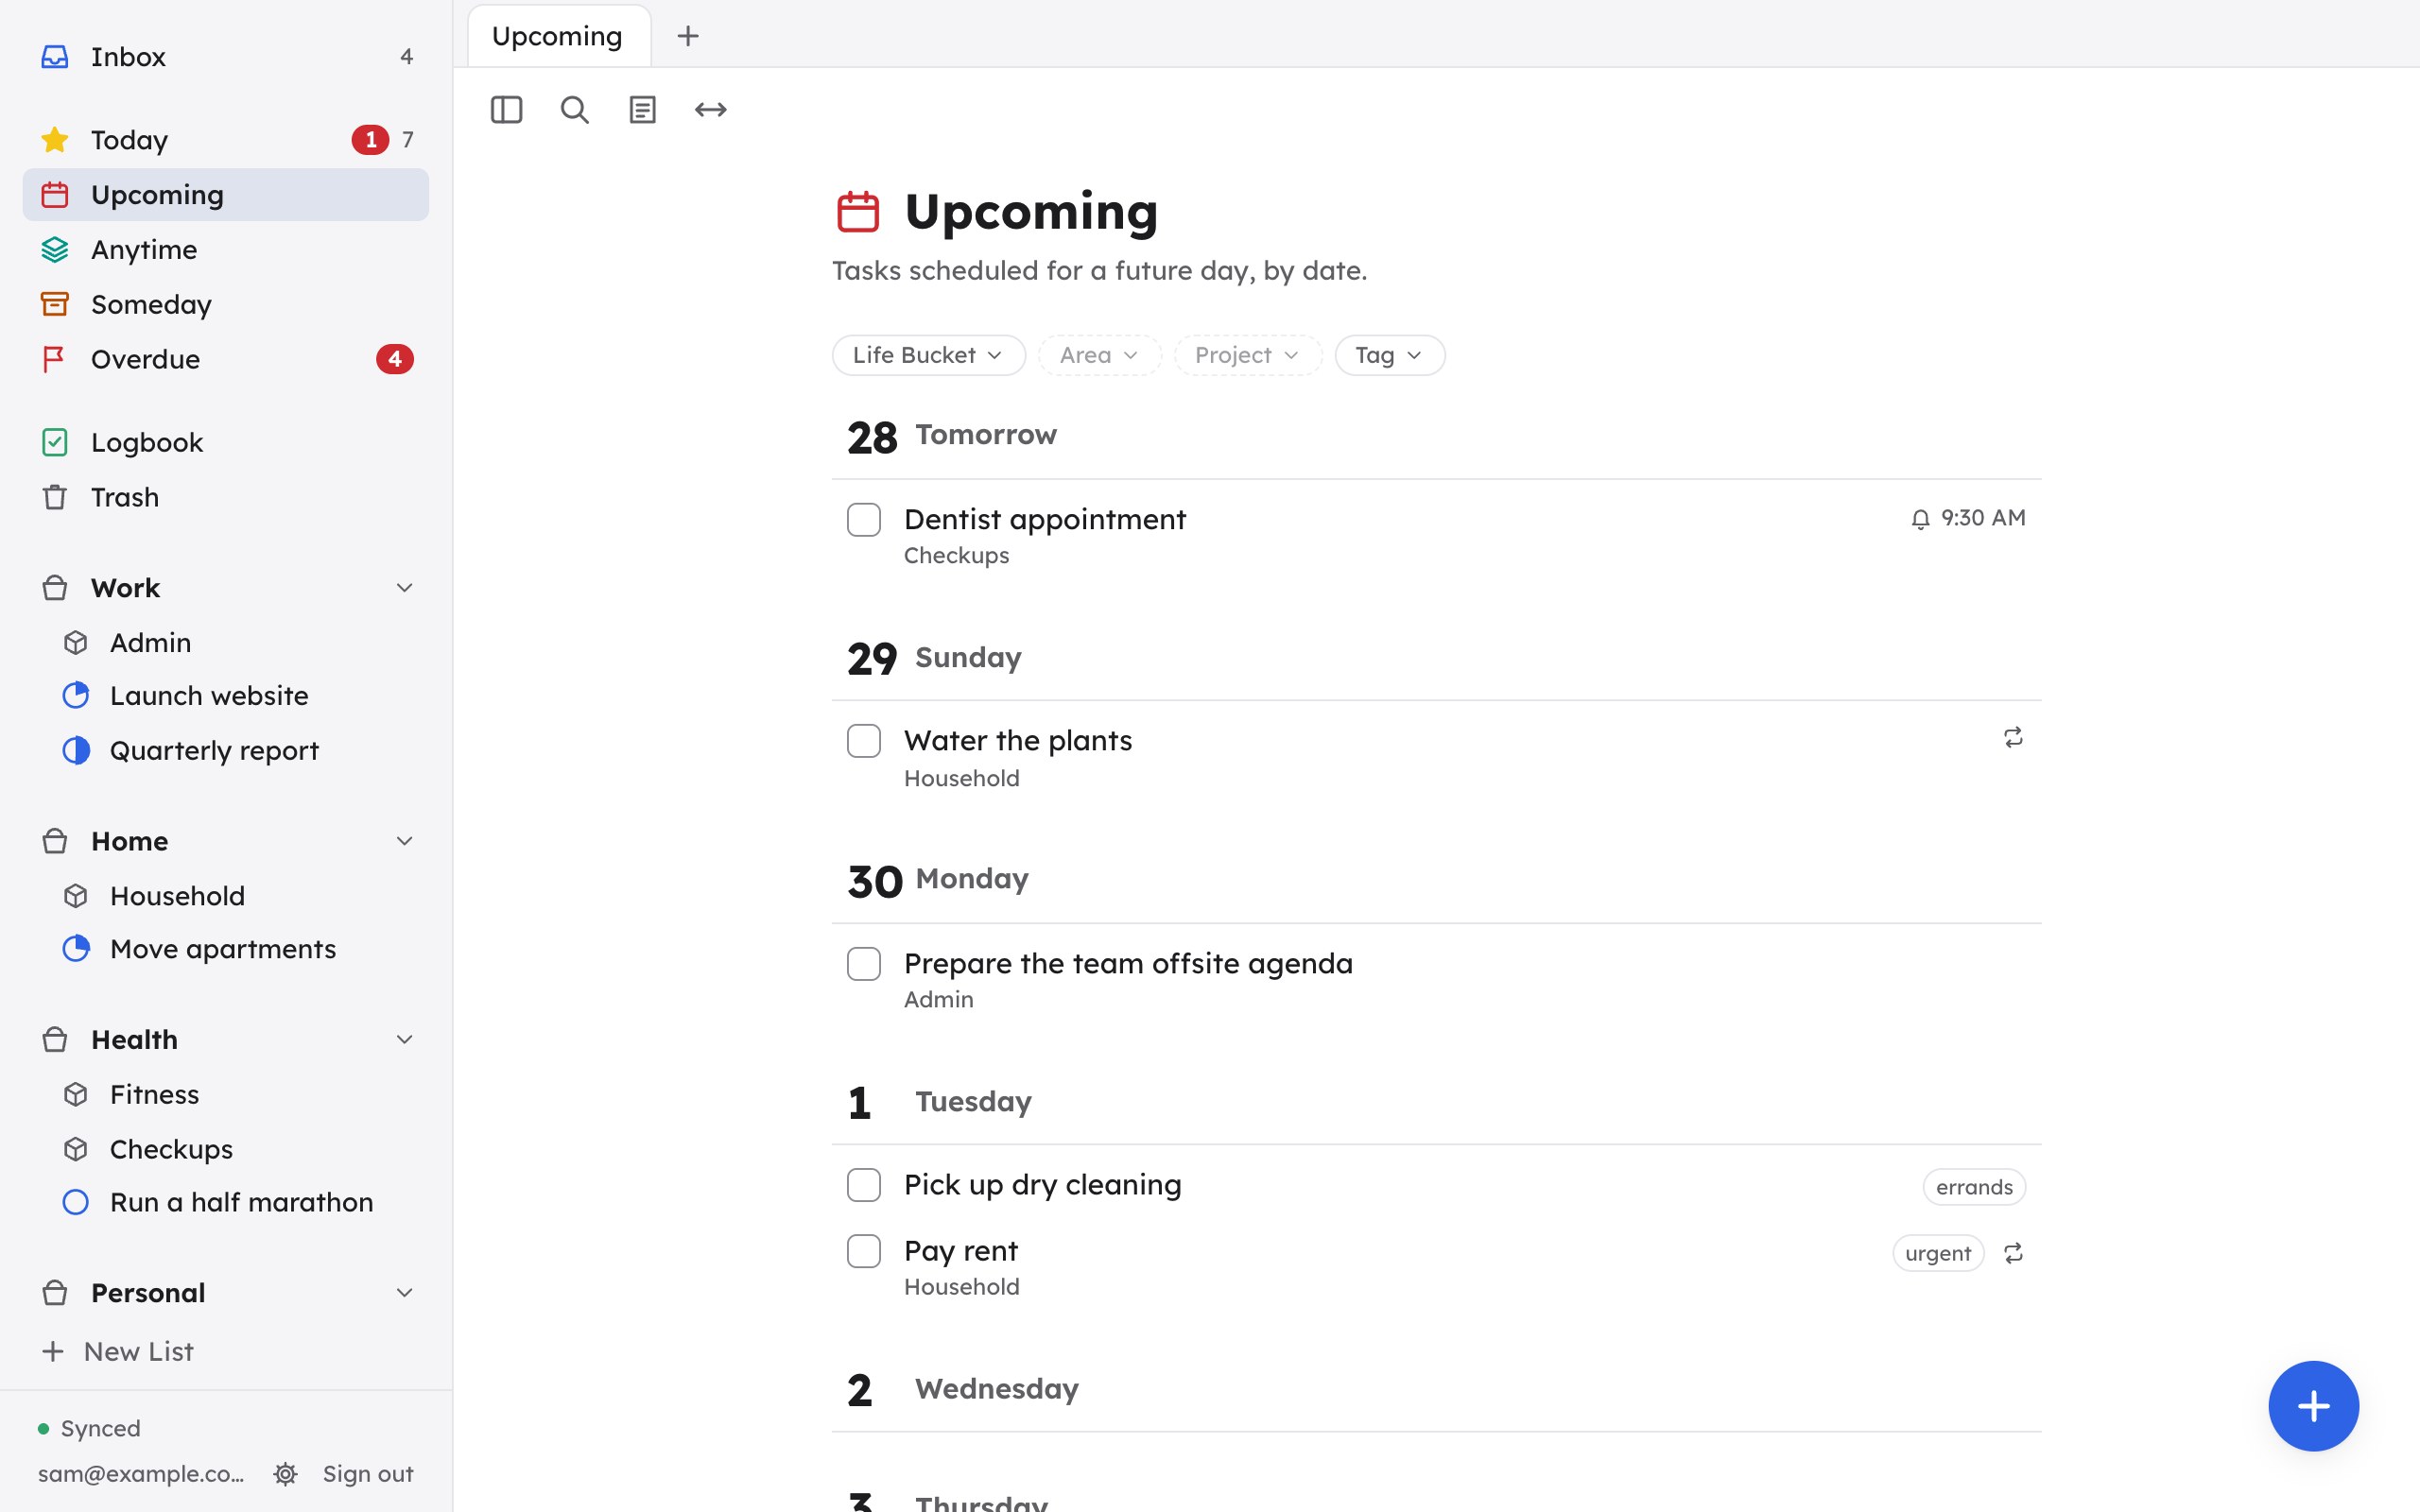 Inbox 4
Today 1 7
Upcoming
Anytime
Someday
Overdue 4
Logbook
Trash
Work
Admin
Launch website
Quarterly report
Home
Household
Move apartments
Health
Fitness
Checkups
Run a half marathon
Personal
New List
Synced
sam@example.co... Sign out
Upcoming
Upcoming
Tasks scheduled for a future day, by date.
Life Bucket Area Project Tag
28 Tomorrow
Dentist appointment 9:30 AM
Checkups
29 Sunday
Water the plants
Household
30 Monday
Prepare the team offsite agenda
Admin
1 Tuesday
Pick up dry cleaning errands
Pay rent urgent
Household
2 Wednesday
3 Thursday